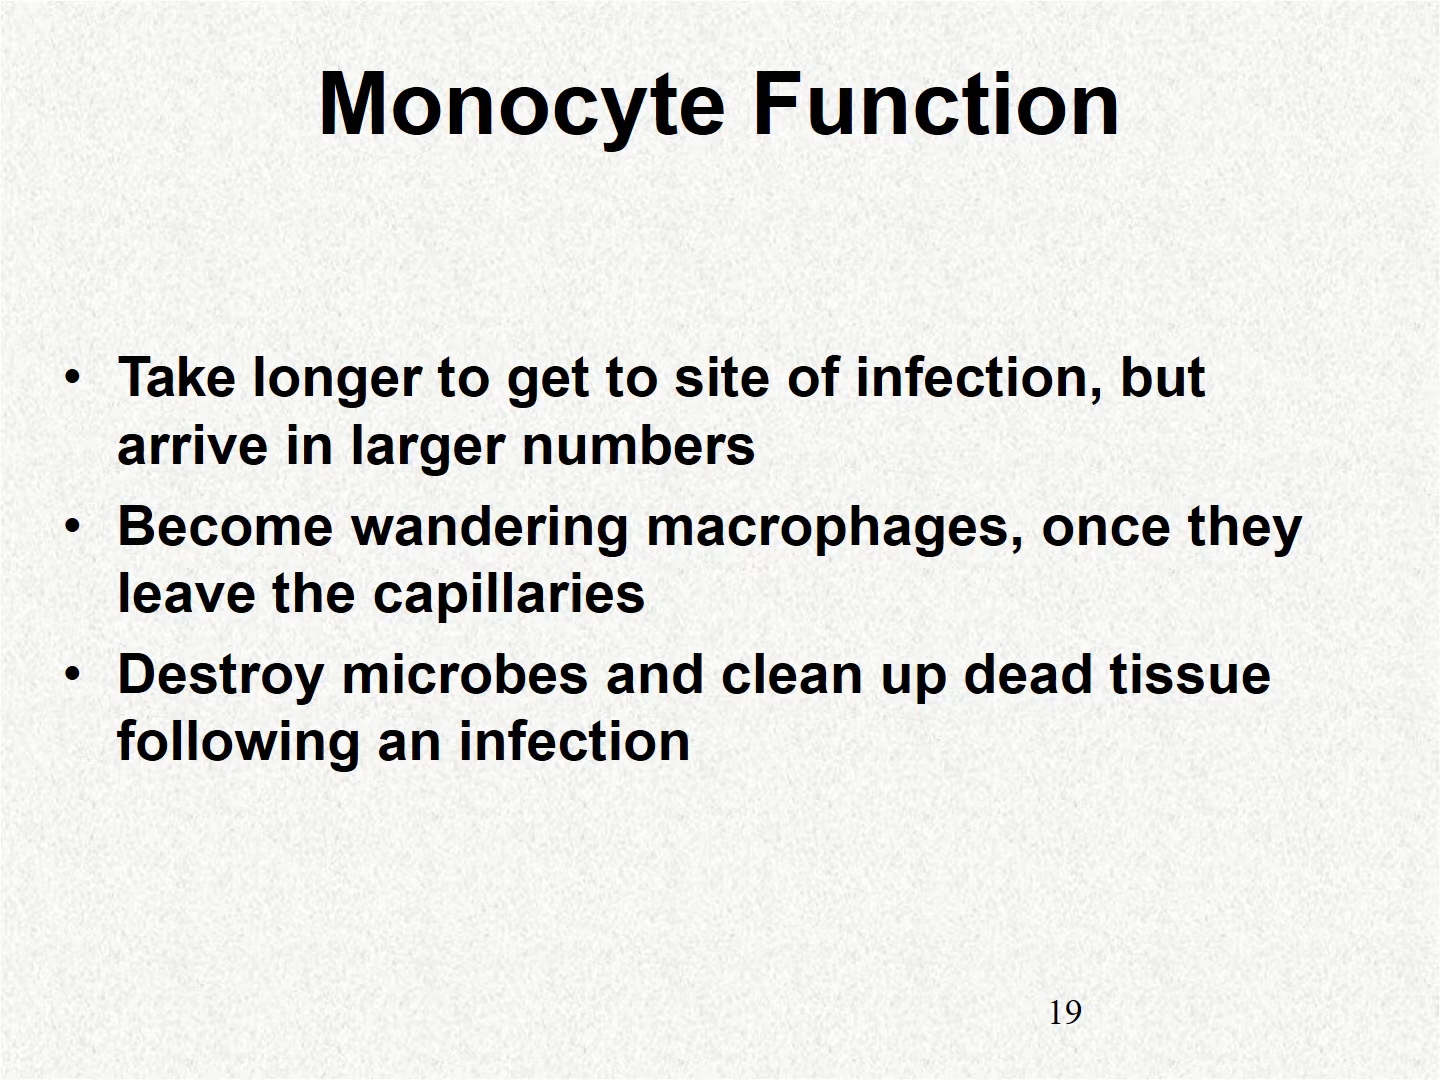 Monocyte Function
• Take longer to get to site of infection, but
arrive in larger numbers
• Become wandering macrophages, once they
leave the capillaries
• Destroy microbes and clean up dead tissue
following an infection
19